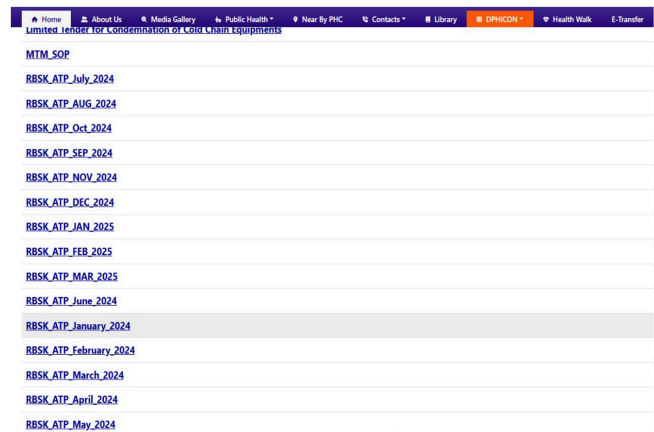 Home About Us Media Gallery Public Health Near By PHC Contacts Library DPHICON Health Walk E-Transfer
Limited Tender for Condemnation of Cold Chain Equipments
MTM_SOP
RBSK_ATP_July_2024
RBSK_ATP_AUG_2024
RBSK_ATP_Oct_2024
RBSK_ATP_SEP_2024
RBSK_ATP_NOV_2024
RBSK_ATP_DEC_2024
RBSK_ATP_JAN_2025
RBSK_ATP_FEB_2025
RBSK_ATP_MAR_2025
RBSK_ATP_June_2024
RBSK_ATP_January_2024
RBSK_ATP_February_2024
RBSK_ATP_March_2024
RBSK_ATP_April_2024
RBSK_ATP_May_2024